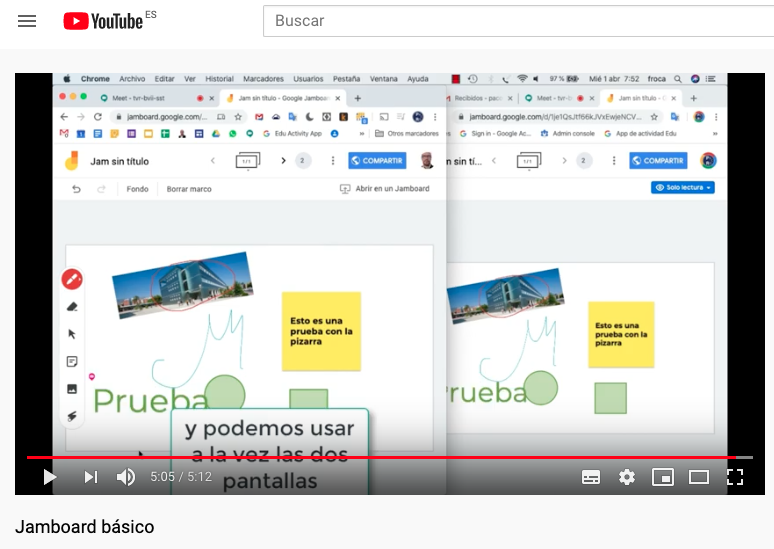 YouTube ES
Buscar
Chrome Archivo Editar Ver Historial Marcadores Usuarios Pestaña Ventana Ayuda 97 % Mié 1 abr 7:52 froca
Meet - tvr-bvii-sst
Jam sin título - Google Jamboar
Recibidos - pac
Meet - tvr-b
Jam sin título - G
jamboard.google.com/...
jamboard.google.com/d/1je1QsJtf66kJVxEwjeNCV...
Edu Activity App
Otros marcadores
Sign in - Google Ac...
Admin console
App de actividad Edu
Jam sin título
1/1
2
COMPARTIR
n sin tí...
1/1
2
COMPARTIR
Fondo
Borrar marco
Abrir en un Jamboard
Solo lectura
Esto es una
prueba con la
pizarra
Prueba
Esto es una
prueba con la
pizarra
rueba
y podemos usar
a la vez las dos
pantallas
5:05 / 5:12
Jamboard básico